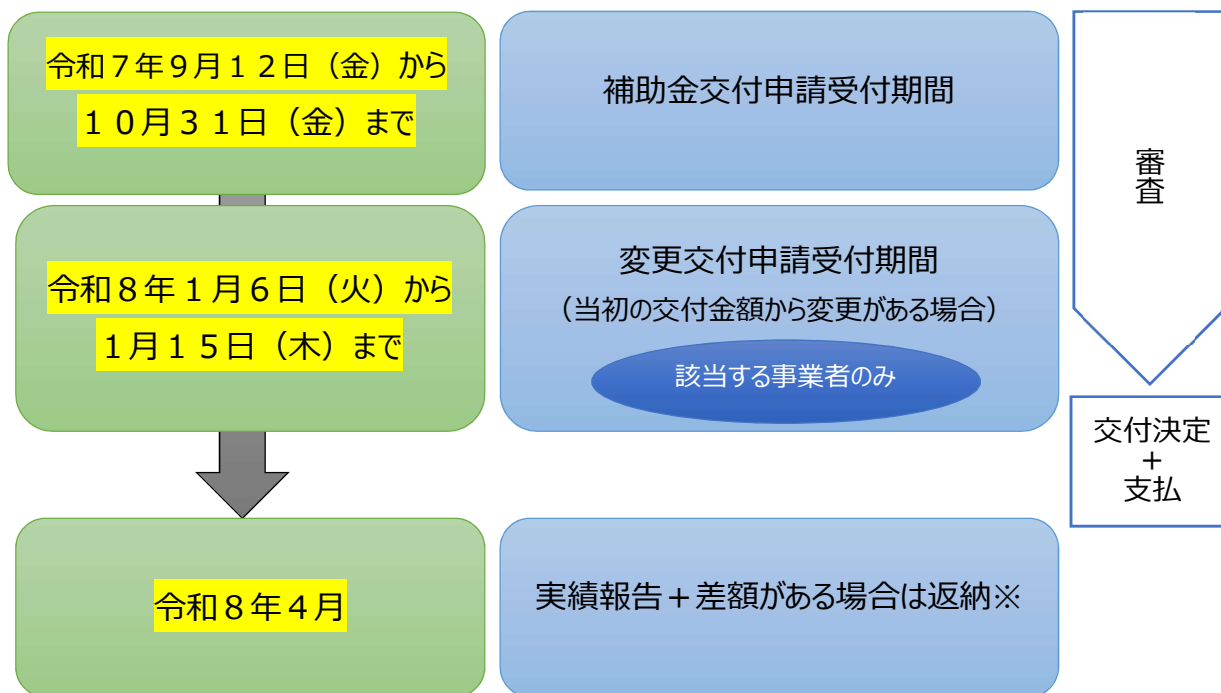 令和７年９月１２日（金）から
１０月３１日（金）まで
補助金交付申請受付期間
審査
令和８年１月６日（火）から
１月１５日（木）まで
変更交付申請受付期間
（当初の交付金額から変更がある場合）
該当する事業者のみ
交付決定
＋
支払
令和８年４月
実績報告＋差額がある場合は返納※